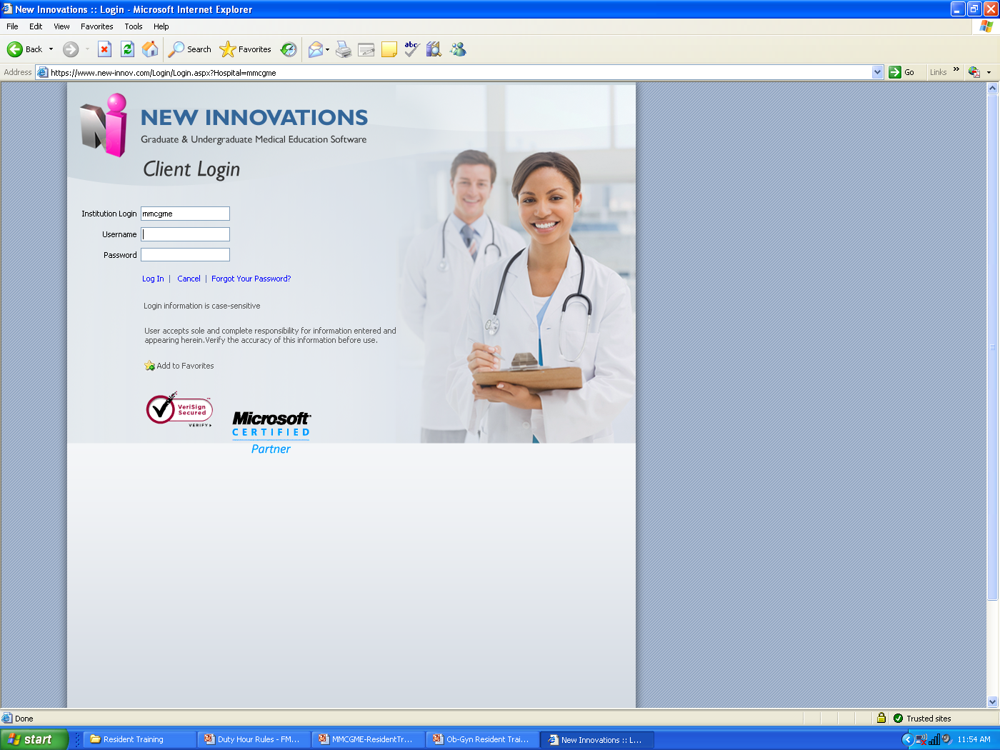 New Innovations :: Login - Microsoft Internet Explorer
File Edit View Favorites Tools Help
Back Search Favorites abc
Address https://www.new-innov.com/Login/Login.aspx?Hospital=mmcgme Go Links »
NEW INNOVATIONS
Graduate & Undergraduate Medical Education Software
Client Login
Institution Login mmcgme
Username
Password
Log In | Cancel | Forgot Your Password?
Login information is case-sensitive
User accepts sole and complete responsibility for information entered and
appearing herein.Verify the accuracy of this information before use.
Add to Favorites
VeriSign™
Secured
VERIFY
Microsoft®
CERTIFIED
Partner
Done Trusted sites
start Resident Training Duty Hour Rules - FM... MMCGME-ResidentTr... Ob-Gyn Resident Trai... New Innovations :: L... 11:54 AM